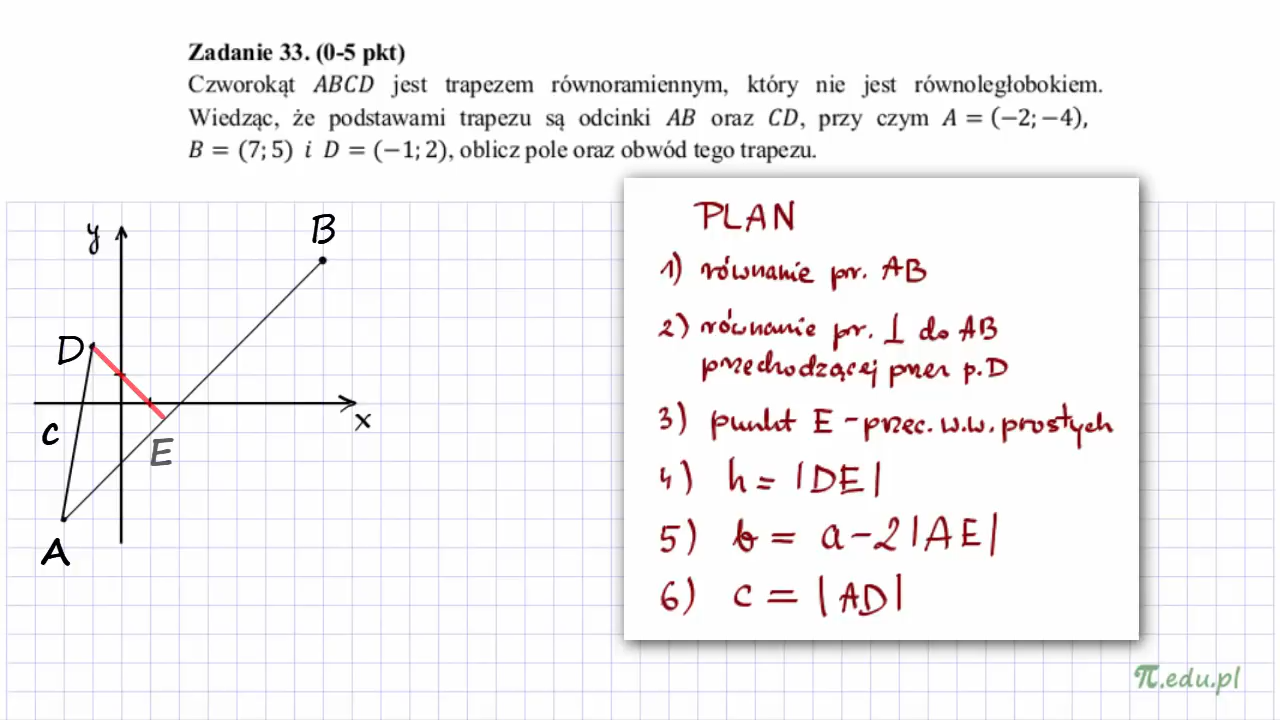 Zadanie 33. (0-5 pkt)
Czworokąt ABCD jest trapezem równoramiennym, który nie jest równoległobokiem.
Wiedząc, że podstawami trapezu są odcinki AB oraz CD, przy czym A = (−2; −4),
B = (7; 5) i D = (−1; 2), oblicz pole oraz obwód tego trapezu.
PLAN
1) równanie pr. AB
2) równanie pr. ⊥ do AB
przechodzącej przez p. D
3) punkt E - przec. w.w. prostych
4) h = |DE|
5) b = a - 2|AE|
6) c = |AD|
y
B
D
x
c
E
A
π.edu.pl